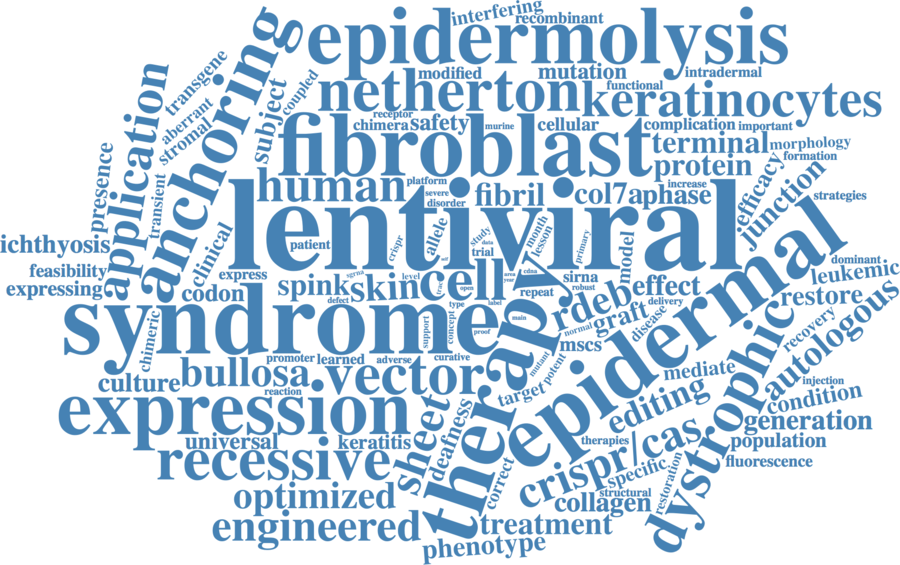 interfering
recombinant
epidermolysis
modified
mutation
intradermal
functional
netherton
keratinocytes
receptor
chimera
safety
murine
cellular
complication
important
fibroblast
terminal
morphology
formation
protein
transgene
aberrant
stromal
anchoring
subject
coupled
application
presence
transient
human
platform
severe
disorder
fibril
col7a
phase
increase
efficacy
junction
strategies
lentiviral
ichthyosis
feasibility
expressing
clinical
patient
crispr
allele
study
data
trial
month
lesson
primary
model
express
codon
spink
sgrna
skin
level
cell
open
area
year
cdna
repeat
sirna
robust
rdeb
effect
delivery
dominant
leukemic
restore
autologous
epidermal
syndrome
defect
support
concept
type
label
proof
main
normal
graft
disease
mscs
chimeric
promoter
learned
adverse
curative
mutant
potent
target
mediate
recovery
injection
condition
culture
bullosa
reaction
vector
therapy
dystrophic
editing
generation
expression
universal
keratitis
sheet
deafness
therapies
population
fluorescence
recessive
correct
crispr/cas
specific
structural
restoration
collagen
optimized
engineered
treatment
phenotype